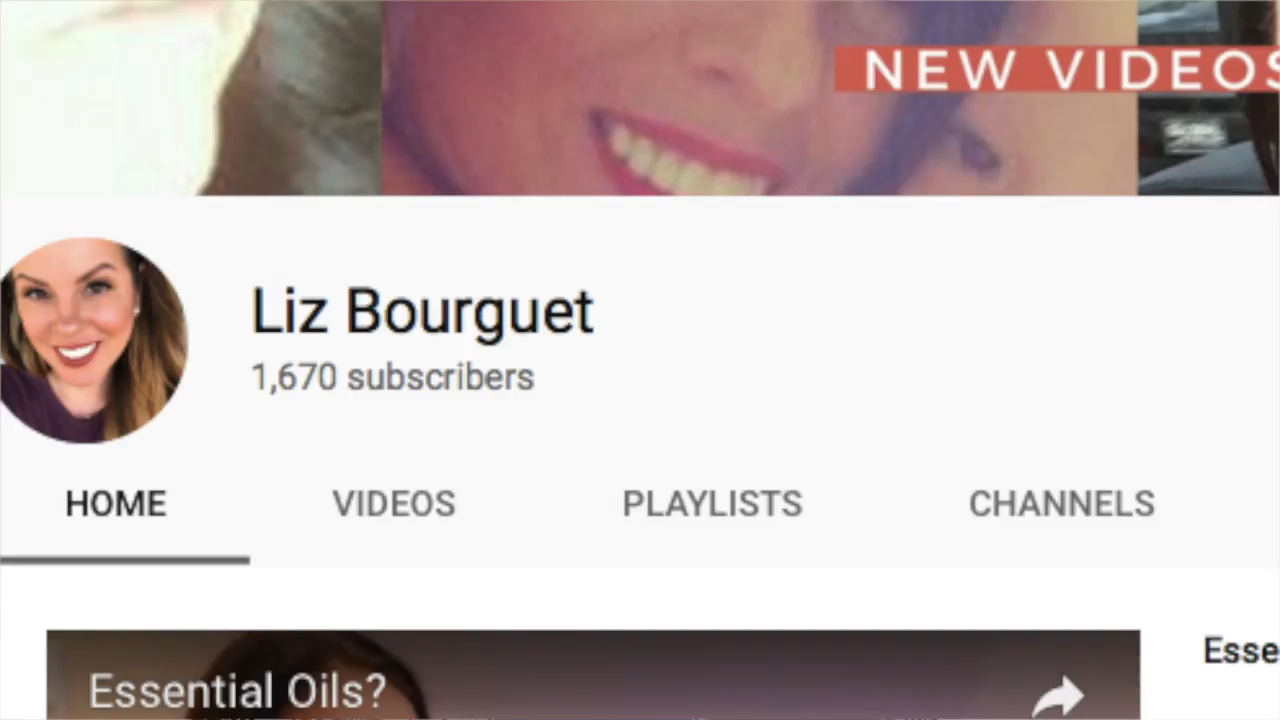 NEW VIDEOS
Liz Bourguet
1,670 subscribers
HOME VIDEOS PLAYLISTS CHANNELS
Essential Oils?
Esse